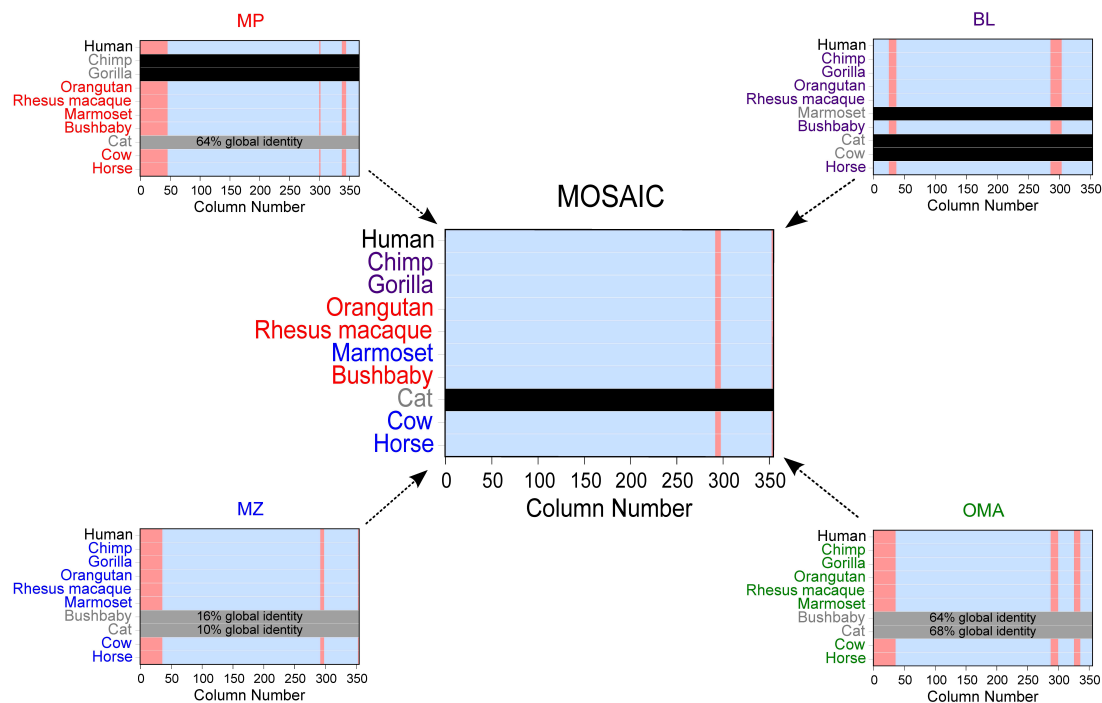 MP
Human
Chimp
Gorilla
Orangutan
Rhesus macaque
Marmoset
Bushbaby
Cat
64% global identity
Cow
Horse
0 50 100 150 200 250 300 350
Column Number
BL
Human
Chimp
Gorilla
Orangutan
Rhesus macaque
Marmoset
Bushbaby
Cat
Cow
Horse
0 50 100 150 200 250 300 350
Column Number
MOSAIC
Human
Chimp
Gorilla
Orangutan
Rhesus macaque
Marmoset
Bushbaby
Cat
Cow
Horse
0 50 100 150 200 250 300 350
Column Number
MZ
Human
Chimp
Gorilla
Orangutan
Rhesus macaque
Marmoset
Bushbaby
16% global identity
Cat
10% global identity
Cow
Horse
0 50 100 150 200 250 300 350
Column Number
OMA
Human
Chimp
Gorilla
Orangutan
Rhesus macaque
Marmoset
Bushbaby
64% global identity
Cat
68% global identity
Cow
Horse
0 50 100 150 200 250 300 350
Column Number